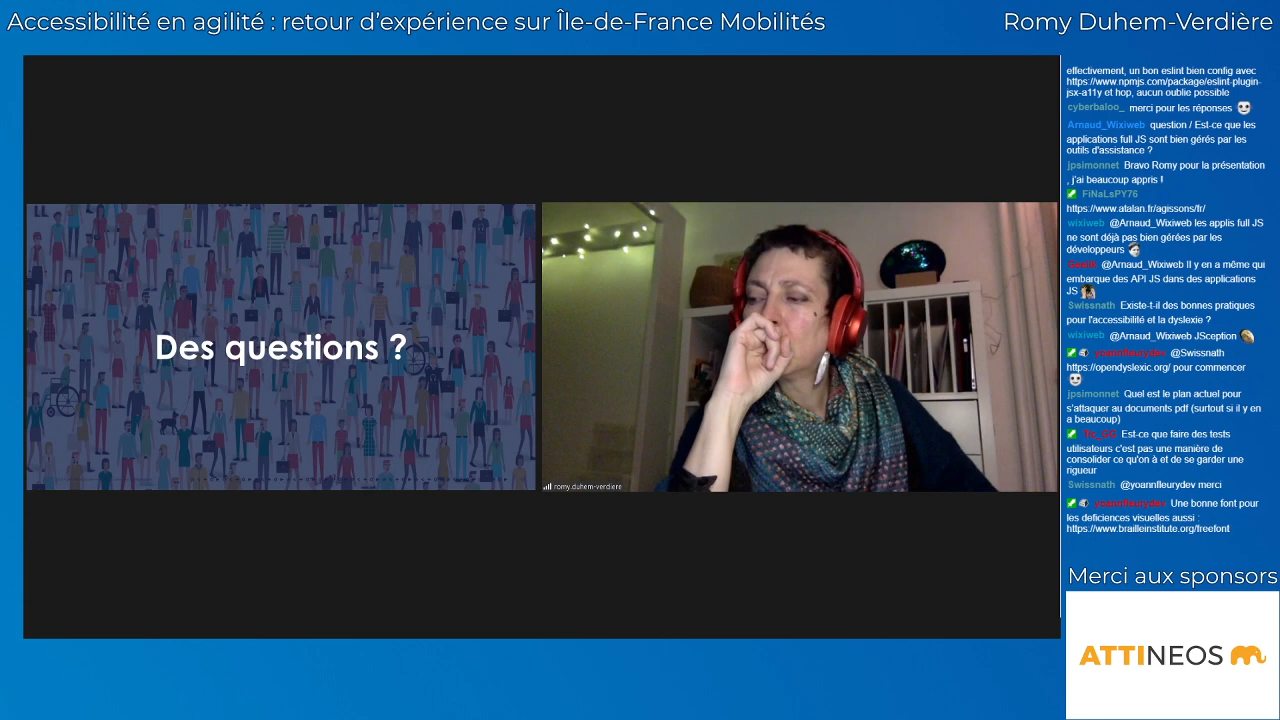 Accessibilité en agilité : retour d’expérience sur Île-de-France Mobilités
Romy Duhem-Verdière
Des questions ?
romy.duhem-verdiere
effectivement, un bon eslint bien config avec
https://www.npmjs.com/package/eslint-plugin-
jsx-a11y et hop, aucun oublie possible
cyberbaloo_ merci pour les réponses
Arnaud_Wixiweb question / Est-ce que les
applications full JS sont bien gérés par les
outils d'assistance ?
jpsimonnet Bravo Romy pour la présentation
, j'ai beaucoup appris !
FiNaLsPY76
https://www.atalan.fr/agissons/fr/
wixiweb @Arnaud_Wixiweb les applis full JS
ne sont déjà pas bien gérées par les
développeurs
@Arnaud_Wixiweb Il y en a même qui
embarque des API JS dans des applications
JS
Swissnath Existe-t-il des bonnes pratiques
pour l'accessibilité et la dyslexie ?
wixiweb @Arnaud_Wixiweb JSception
yoannfleurydev @Swissnath
https://opendyslexic.org/ pour commencer
jpsimonnet Quel est le plan actuel pour
s'attaquer au documents pdf (surtout si il y en
a beaucoup)
Est-ce que faire des tests
utilisateurs c'est pas une manière de
consolider ce qu'on à et de se garder une
rigueur
Swissnath @yoannfleurydev merci
yoannfleurydev Une bonne font pour
les deficiences visuelles aussi :
https://www.brailleinstitute.org/freefont
Merci aux sponsors
ATTINEOS